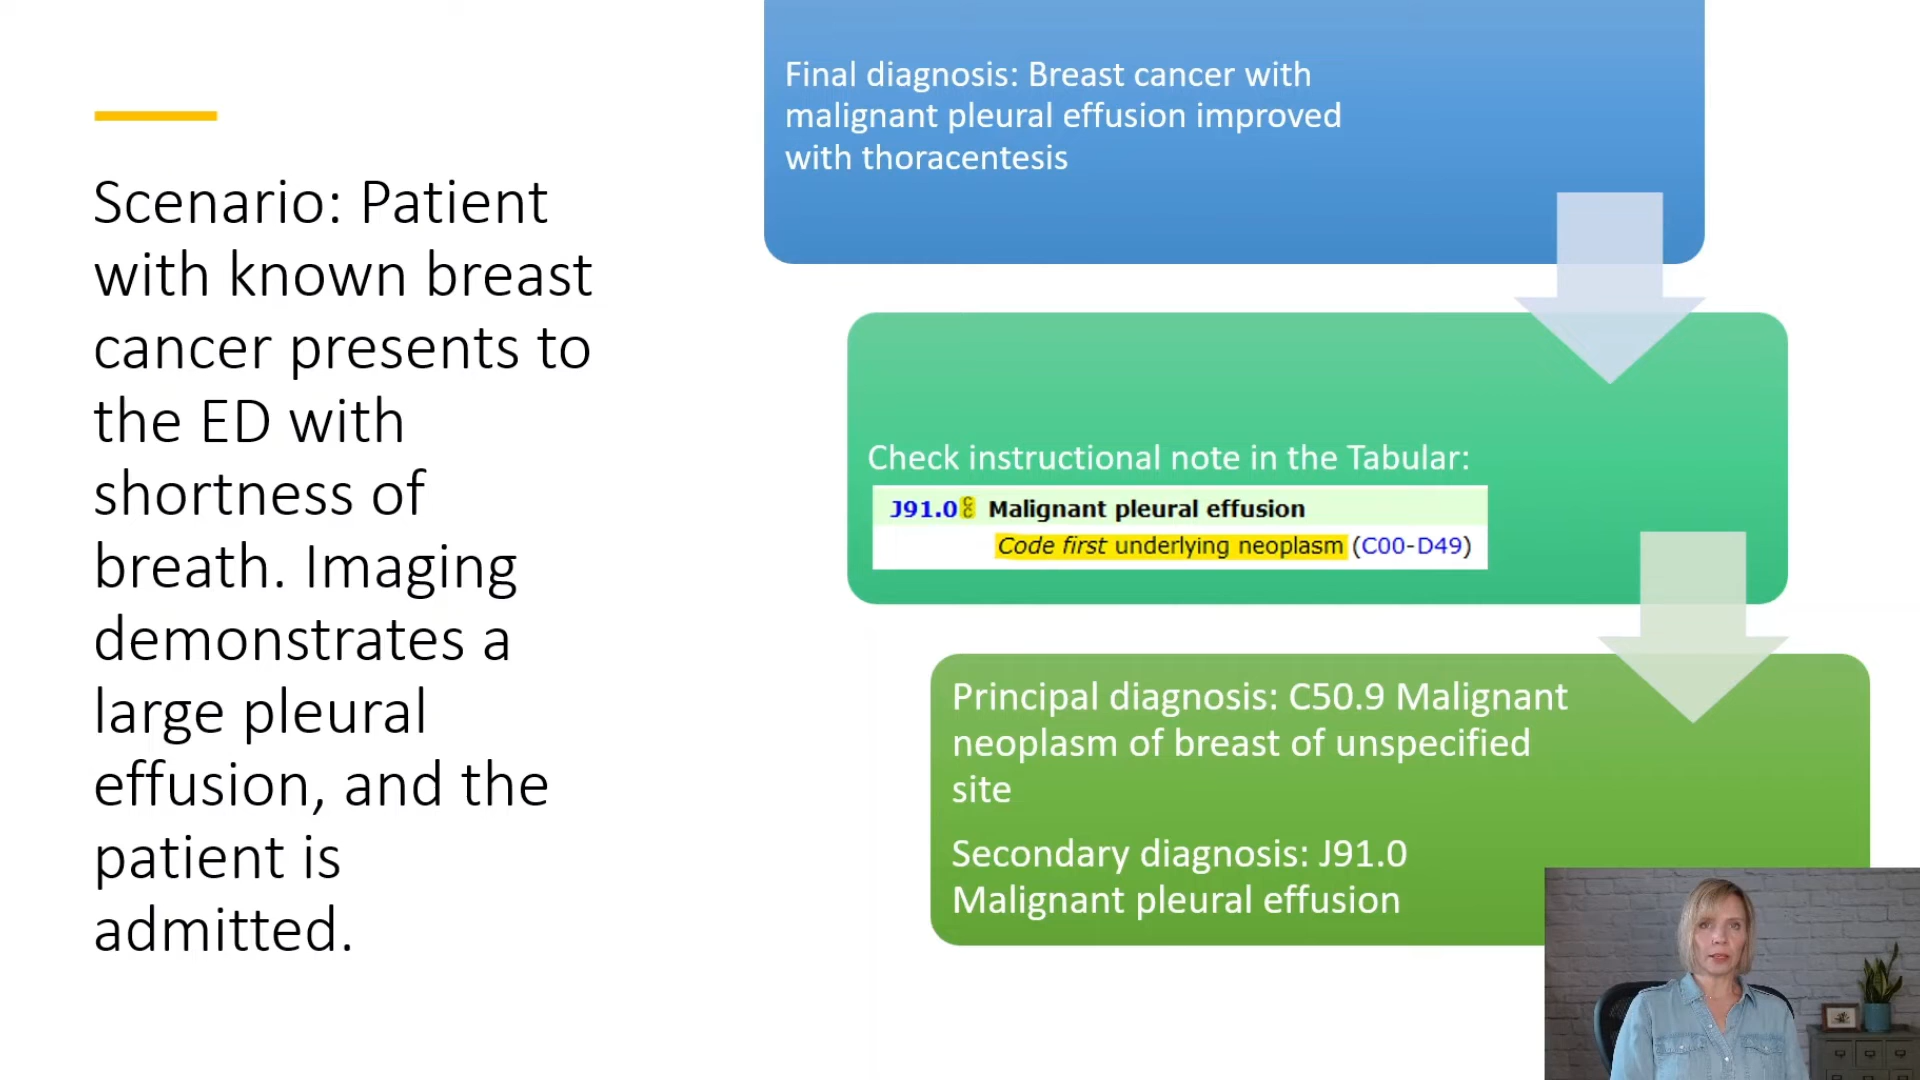 Scenario: Patient
with known breast
cancer presents to
the ED with
shortness of
breath. Imaging
demonstrates a
large pleural
effusion, and the
patient is
admitted.
Final diagnosis: Breast cancer with
malignant pleural effusion improved
with thoracentesis
Check instructional note in the Tabular:
J91.0 CC Malignant pleural effusion
Code first underlying neoplasm (C00-D49)
Principal diagnosis: C50.9 Malignant
neoplasm of breast of unspecified
site
Secondary diagnosis: J91.0
Malignant pleural effusion